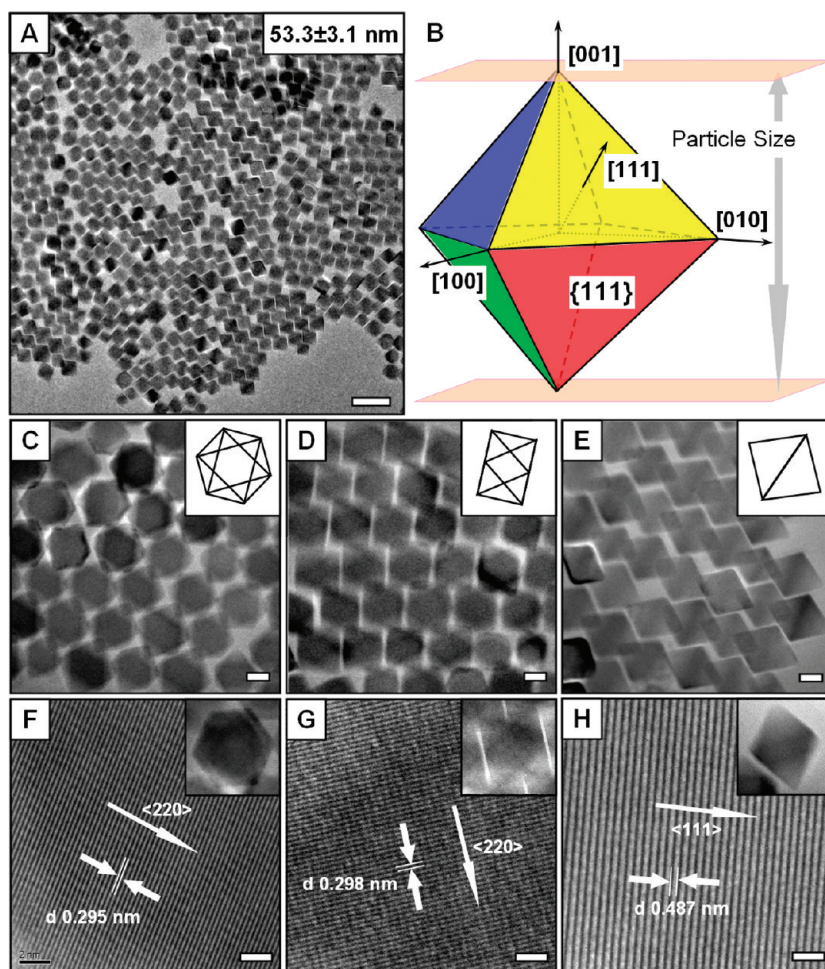 A
53.3±3.1 nm
B
[001]
Particle Size
[111]
[010]
[100]
{111}
C
D
E
F
<220>
d 0.295 nm
2 nm
G
<220>
d 0.298 nm
H
<111>
d 0.487 nm